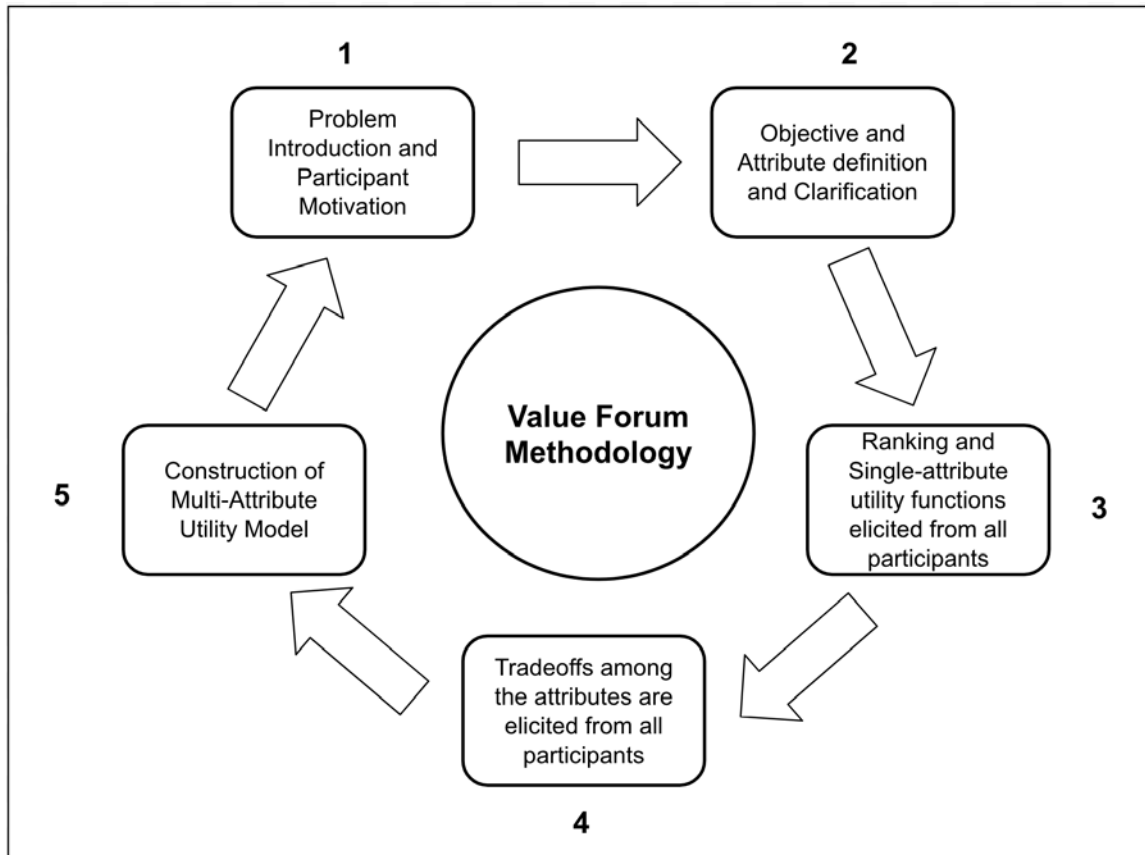 1
Problem
Introduction and
Participant
Motivation
2
Objective and
Attribute definition
and Clarification
Ranking and
Single-attribute
utility functions
elicited from all
participants
3
Tradeoffs among
the attributes are
elicited from all
participants
4
Construction of
Multi-Attribute
Utility Model
5
Value Forum
Methodology